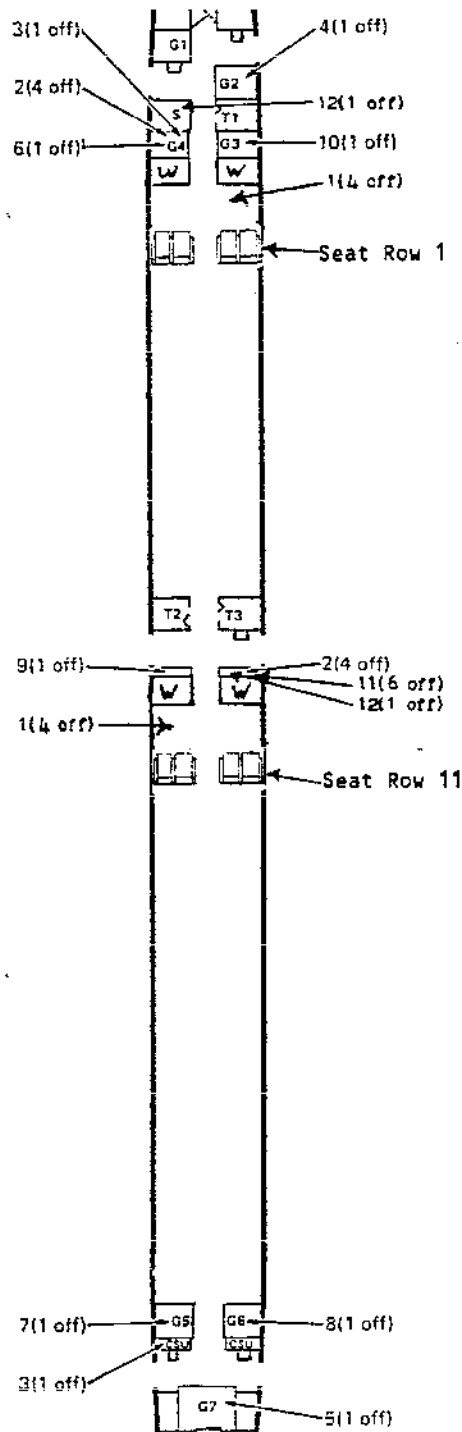 G1
3(1 off)
4(1 off)
G2
2(4 off)
12(1 off)
S
T1
6(1 off)
G4
G3
10(1 off)
W
W
1(4 off)
Seat Row 1
T2
T3
9(1 off)
2(4 off)
11(6 off)
W
W
12(1 off)
1(4 off)
Seat Row 11
7(1 off)
G5
G6
8(1 off)
CSU
CSU
3(1 off)
G7
5(1 off)